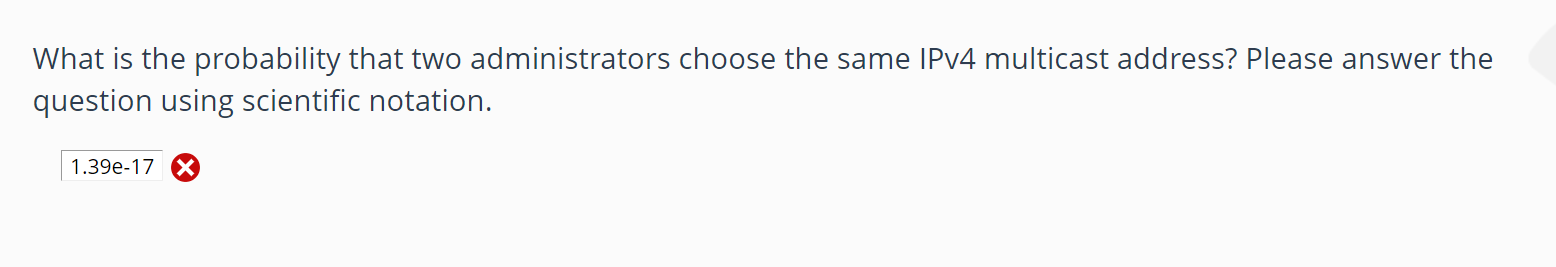 What is the probability that two administrators choose the same IPv4 multicast address? Please answer the
question using scientific notation.
1.39e-17